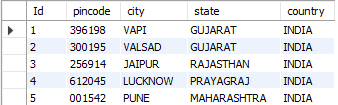 Id pincode city state country
1 396198 VAPI GUJARAT INDIA
2 300195 VALSAD GUJARAT INDIA
3 256914 JAIPUR RAJASTHAN INDIA
4 612045 LUCKNOW PRAYAGRAJ INDIA
5 001542 PUNE MAHARASHTRA INDIA